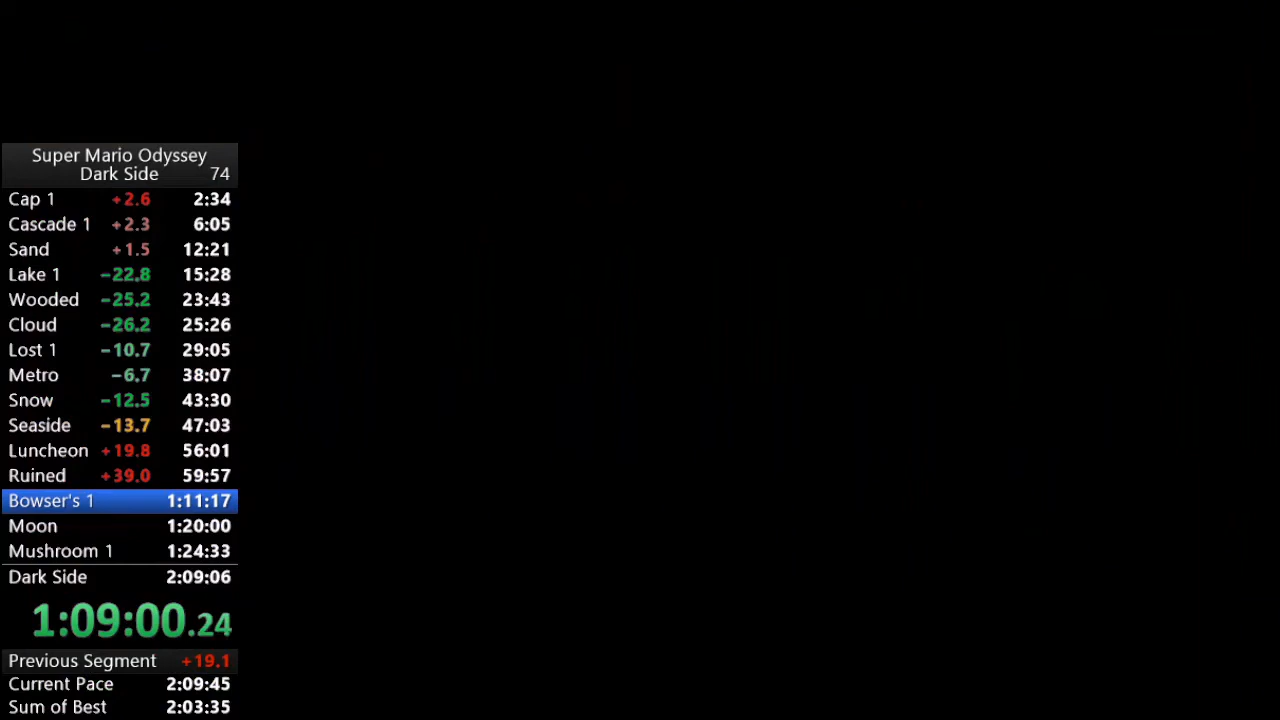 Super Mario Odyssey
Dark Side 74
Cap 1 +2.6 2:34
Cascade 1 +2.3 6:05
Sand +1.5 12:21
Lake 1 −22.8 15:28
Wooded −25.2 23:43
Cloud −26.2 25:26
Lost 1 −10.7 29:05
Metro −6.7 38:07
Snow −12.5 43:30
Seaside −13.7 47:03
Luncheon +19.8 56:01
Ruined +39.0 59:57
Bowser's 1 1:11:17
Moon 1:20:00
Mushroom 1 1:24:33
Dark Side 2:09:06
1:09:00.24
Previous Segment +19.1
Current Pace 2:09:45
Sum of Best 2:03:35